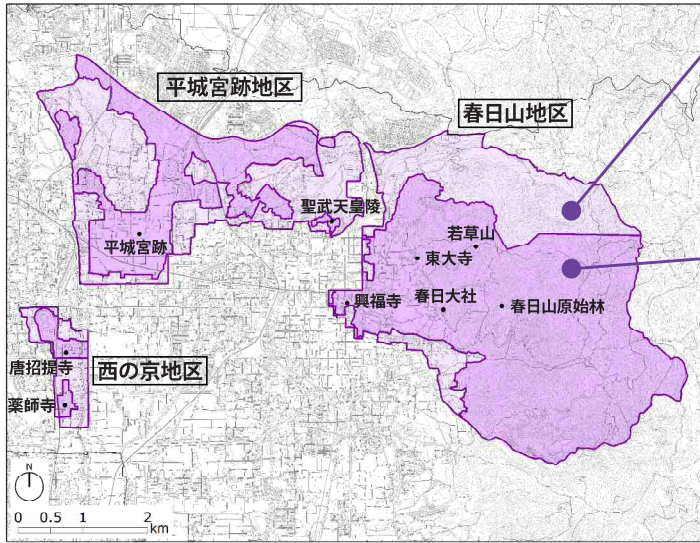 平城宮跡地区
春日山地区
聖武天皇陵
平城宮跡
若草山
東大寺
興福寺
春日大社
春日山原始林
唐招提寺
西の京地区
薬師寺
N
0 0.5 1 2
km